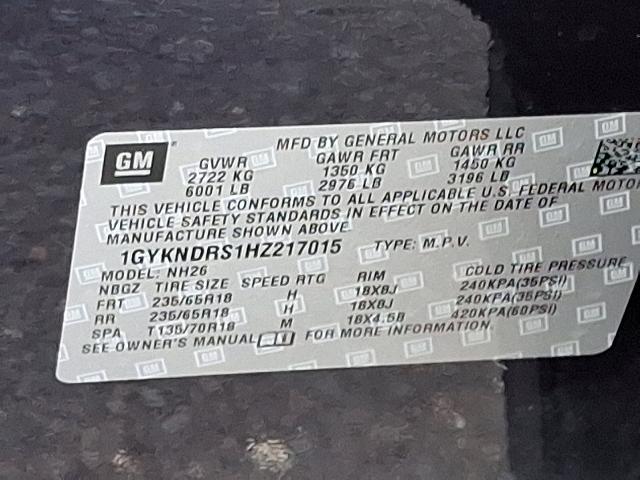 GM
MFD BY GENERAL MOTORS LLC
GVWR GAWR FRT GAWR RR
2722 KG 1350 KG 1450 KG
6001 LB 2976 LB 3196 LB
THIS VEHICLE CONFORMS TO ALL APPLICABLE U.S. FEDERAL MOTO
VEHICLE SAFETY STANDARDS IN EFFECT ON THE DATE OF
MANUFACTURE SHOWN ABOVE
1GYKNDRS1HZ217015 TYPE: M.P.V.
MODEL: NH26
NBGZ TIRE SIZE SPEED RTG RIM COLD TIRE PRESSURE
FRT 235/65R18 H 18X8J 240KPA(35PSI)
RR 235/65R18 H 18X8J 240KPA(35PSI)
SPA T135/70R18 M 18X4.5B 420KPA(60PSI)
SEE OWNER'S MANUAL FOR MORE INFORMATION.